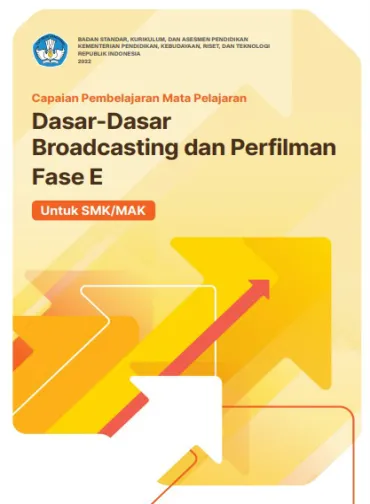 BADAN STANDAR, KURIKULUM, DAN ASESMEN PENDIDIKAN
KEMENTERIAN PENDIDIKAN, KEBUDAYAAN, RISET, DAN TEKNOLOGI
REPUBLIK INDONESIA
2022
Capaian Pembelajaran Mata Pelajaran
Dasar-Dasar
Broadcasting dan Perfilman
Fase E
Untuk SMK/MAK